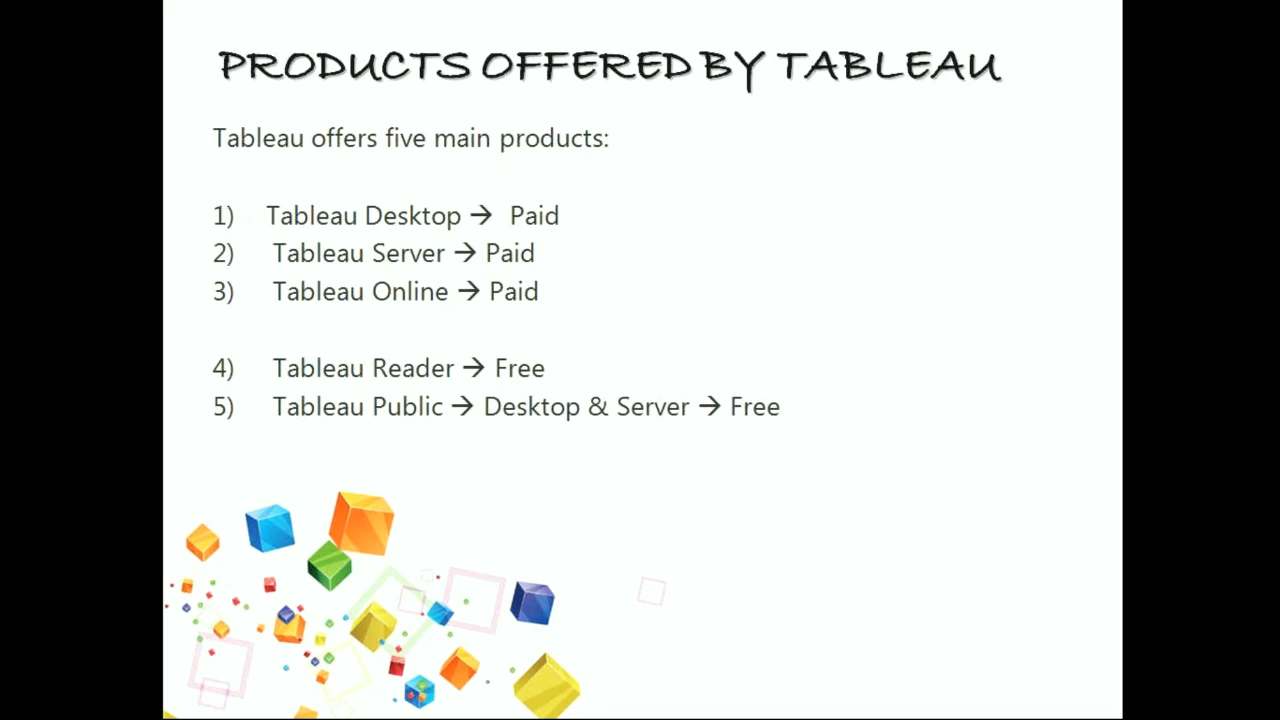 PRODUCTS OFFERED BY TABLEAU
Tableau offers five main products:
1) Tableau Desktop → Paid
2) Tableau Server → Paid
3) Tableau Online → Paid
4) Tableau Reader → Free
5) Tableau Public → Desktop & Server → Free